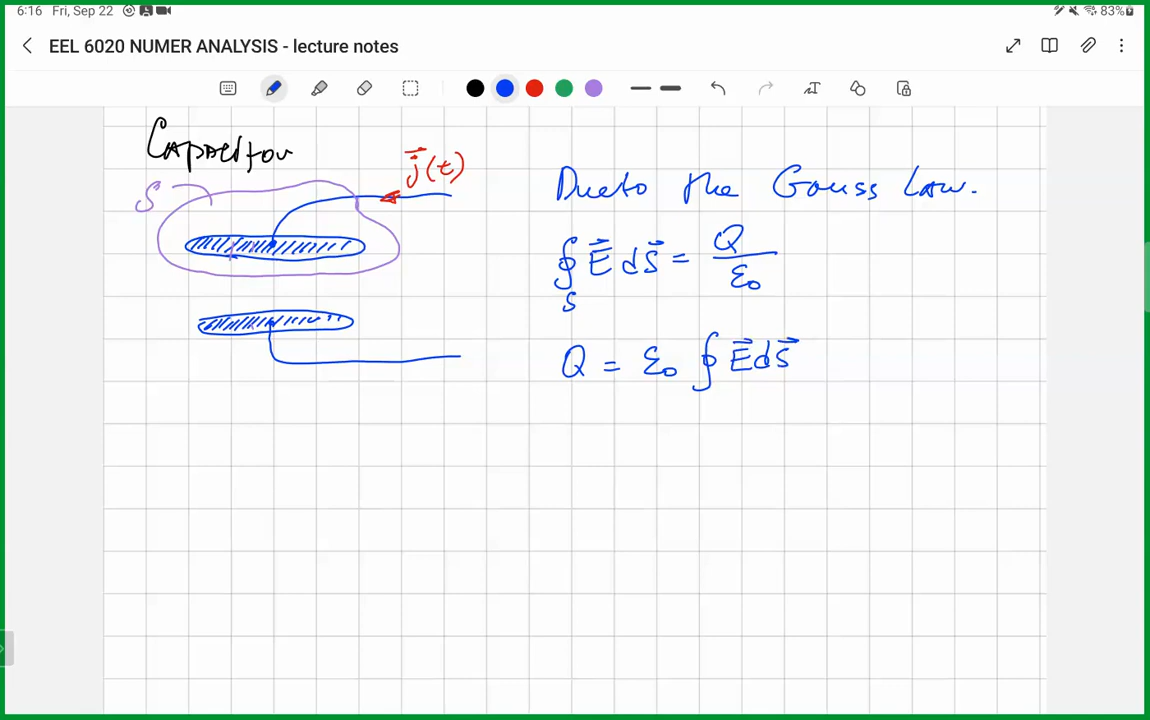 6:16 Fri, Sep 22
83%
EEL 6020 NUMER ANALYSIS - lecture notes
Capacitor
S
j(t)
Due to the Gauss Law.
∮ E dS = Q/ε0
S
Q = ε0 ∮ E dS